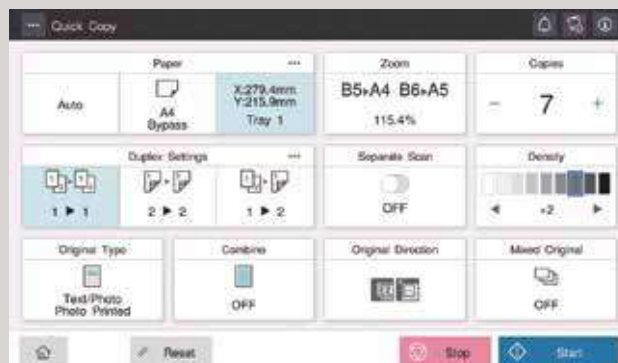 Quick Copy
Paper
Auto
A4
Bypass
X:279.4mm
Y:215.9mm
Tray 1
Zoom
B5▸A4 B6▸A5
115.4%
Copies
- 7 +
Duplex Settings
1 ▶ 1
2 ▶ 2
1 ▶ 2
Separate Scan
OFF
Density
◀ +2 ▶
Original Type
Text/Photo
Photo Printed
Combine
OFF
Original Direction
Mixed Original
OFF
Reset
Stop
Start